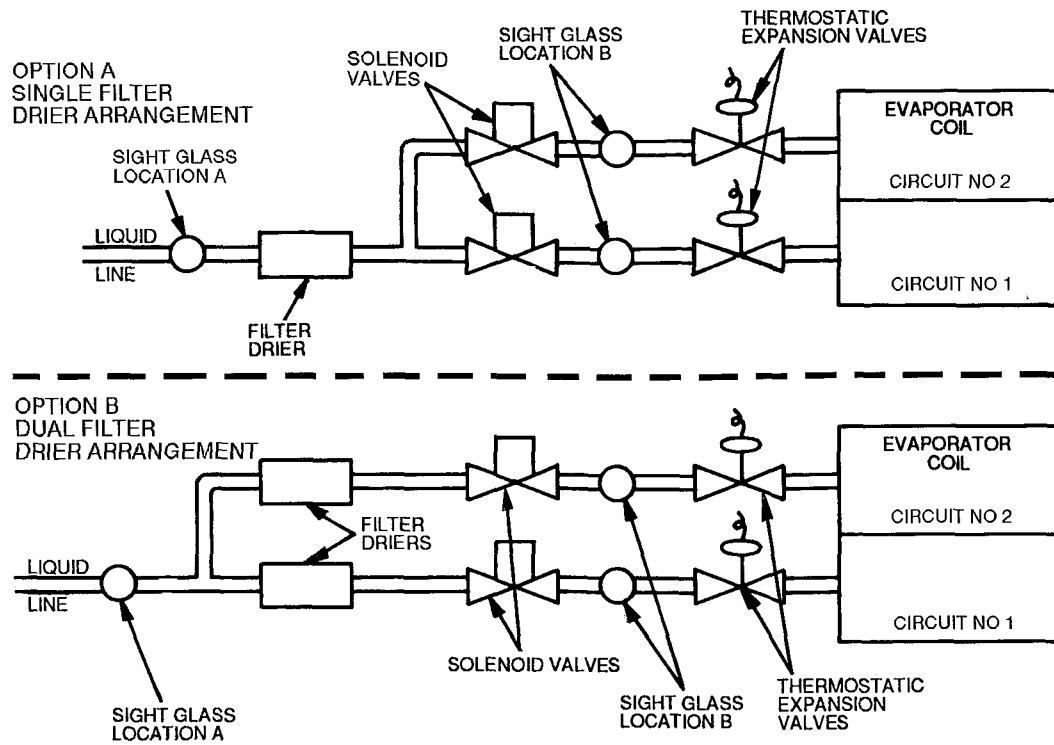 OPTION A
SINGLE FILTER
DRIER ARRANGEMENT
SIGHT GLASS
LOCATION A
LIQUID
LINE
FILTER
DRIER
SOLENOID
VALVES
SIGHT GLASS
LOCATION B
THERMOSTATIC
EXPANSION VALVES
EVAPORATOR
COIL
CIRCUIT NO 2
CIRCUIT NO 1
OPTION B
DUAL FILTER
DRIER ARRANGEMENT
LIQUID
LINE
SIGHT GLASS
LOCATION A
FILTER
DRIERS
SOLENOID VALVES
SIGHT GLASS
LOCATION B
THERMOSTATIC
EXPANSION
VALVES
EVAPORATOR
COIL
CIRCUIT NO 2
CIRCUIT NO 1